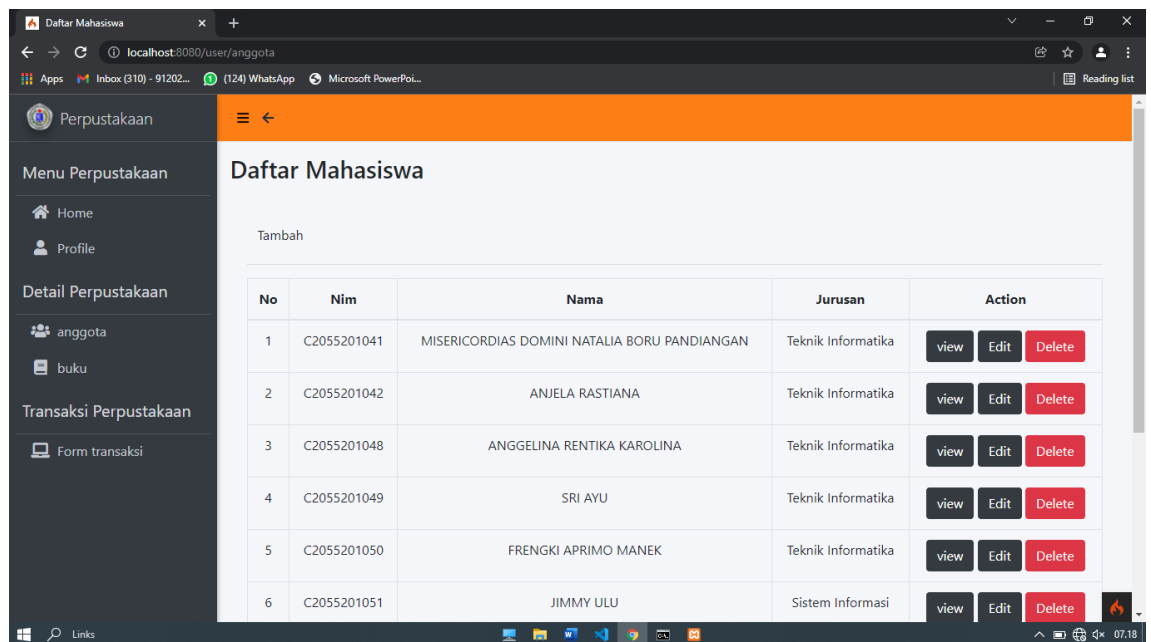 Daftar Mahasiswa
localhost:8080/user/anggota
Apps Inbox (310) - 91202... (124) WhatsApp Microsoft PowerPoi... Reading list
Perpustakaan
Menu Perpustakaan
Home
Profile
Detail Perpustakaan
anggota
buku
Transaksi Perpustakaan
Form transaksi
Daftar Mahasiswa
Tambah
No Nim Nama Jurusan Action
1 C2055201041 MISERICORDIAS DOMINI NATALIA BORU PANDIANGAN Teknik Informatika view Edit Delete
2 C2055201042 ANJELA RASTIANA Teknik Informatika view Edit Delete
3 C2055201048 ANGGELINA RENTIKA KAROLINA Teknik Informatika view Edit Delete
4 C2055201049 SRI AYU Teknik Informatika view Edit Delete
5 C2055201050 FRENGKI APRIMO MANEK Teknik Informatika view Edit Delete
6 C2055201051 JIMMY ULU Sistem Informasi view Edit Delete
Links 07.18